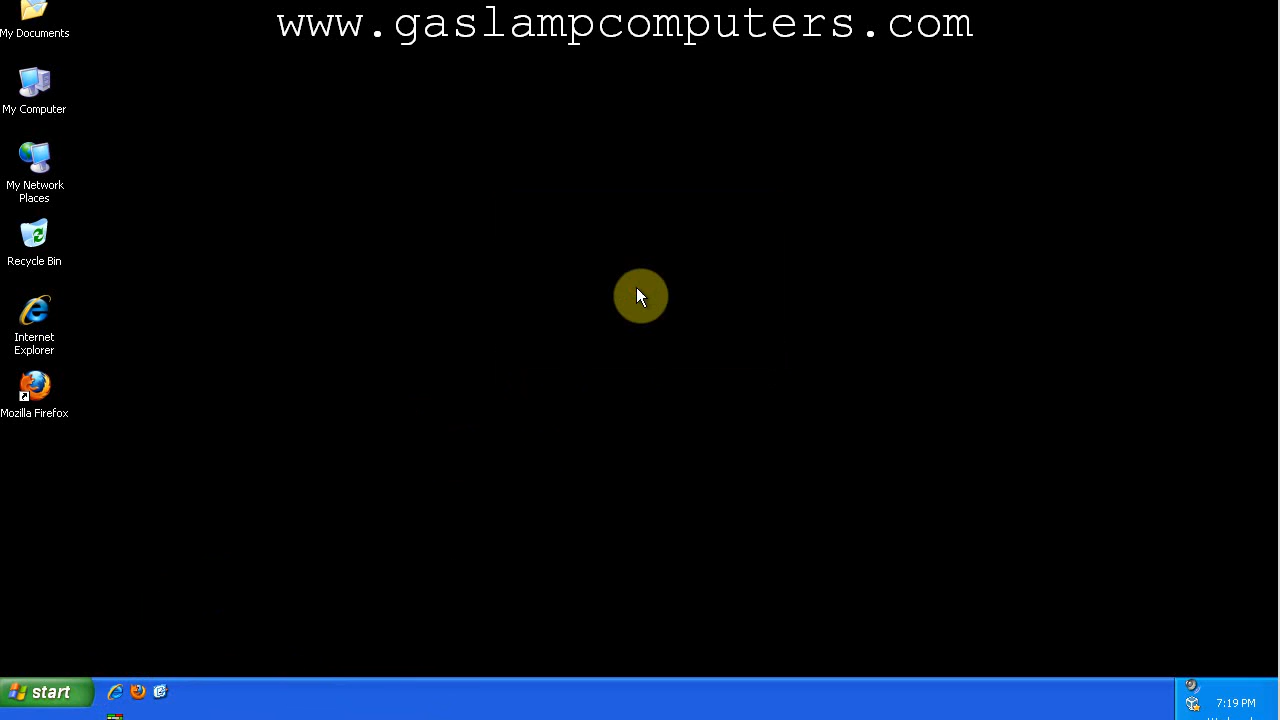 www.gaslampcomputers.com
My Documents
My Computer
My Network
Places
Recycle Bin
Internet
Explorer
Mozilla Firefox
start
7:19 PM